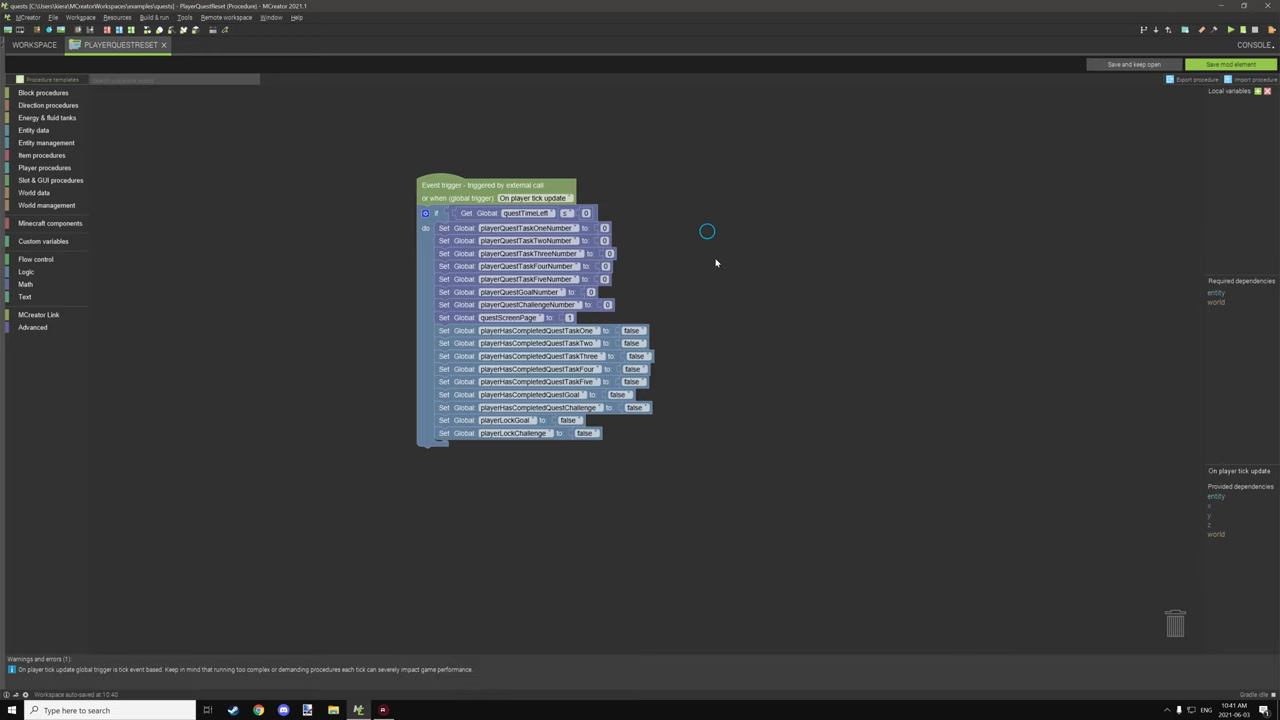 quests [C:\Users\kiera\MCreatorWorkspaces\examples\quests] - PlayerQuestReset (Procedure) - MCreator 2021.1
MCreator File Workspace Resources Build & run Tools Remote workspace Window Help
WORKSPACE PLAYERQUESTRESET CONSOLE
Save and keep open Save mod element
Procedure templates Export procedure Import procedure
Local variables
Block procedures
Direction procedures
Energy & fluid tanks
Entity data
Entity management
Item procedures
Player procedures
Slot & GUI procedures
World data
World management
Minecraft components
Custom variables
Flow control
Logic
Math
Text
MCreator Link
Advanced
Event trigger - triggered by external call
or when (global trigger) On player tick update
if Get Global questTimeLeft ≤ 0
do Set Global playerQuestTaskOneNumber to: 0
Set Global playerQuestTaskTwoNumber to: 0
Set Global playerQuestTaskThreeNumber to: 0
Set Global playerQuestTaskFourNumber to: 0
Set Global playerQuestTaskFiveNumber to: 0
Set Global playerQuestGoalNumber to: 0
Set Global playerQuestChallengeNumber to: 0
Set Global questScreenPage to: 1
Set Global playerHasCompletedQuestTaskOne to: false
Set Global playerHasCompletedQuestTaskTwo to: false
Set Global playerHasCompletedQuestTaskThree to: false
Set Global playerHasCompletedQuestTaskFour to: false
Set Global playerHasCompletedQuestTaskFive to: false
Set Global playerHasCompletedQuestGoal to: false
Set Global playerHasCompletedQuestChallenge to: false
Set Global playerLockGoal to: false
Set Global playerLockChallenge to: false
Required dependencies:
entity
world
On player tick update
Provided dependencies:
entity
x
y
z
world
Warnings and errors (1):
On player tick update global trigger is tick event based. Keep in mind that running too complex or demanding procedures each tick can severely impact game performance.
Workspace auto-saved at 10:40 Gradle idle
Type here to search ENG 10:41 AM
2021-06-03